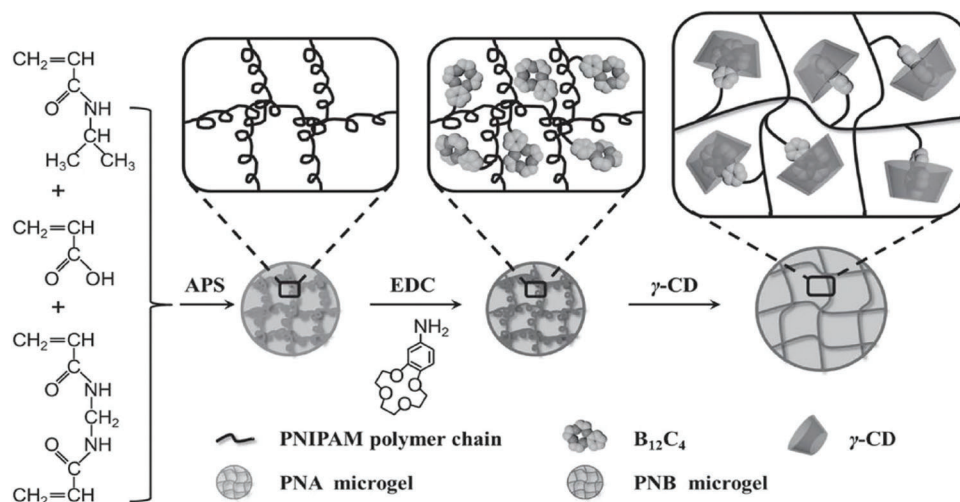 CH₂=CH
O
NH
CH
H₃C
CH₃
+
CH₂=CH
O
OH
+
CH₂=CH
O
NH
CH₂
NH
O
CH₂=CH
APS
EDC
NH₂
O
O
O
O
γ-CD
PNIPAM polymer chain
B₁₂C₄
γ-CD
PNA microgel
PNB microgel